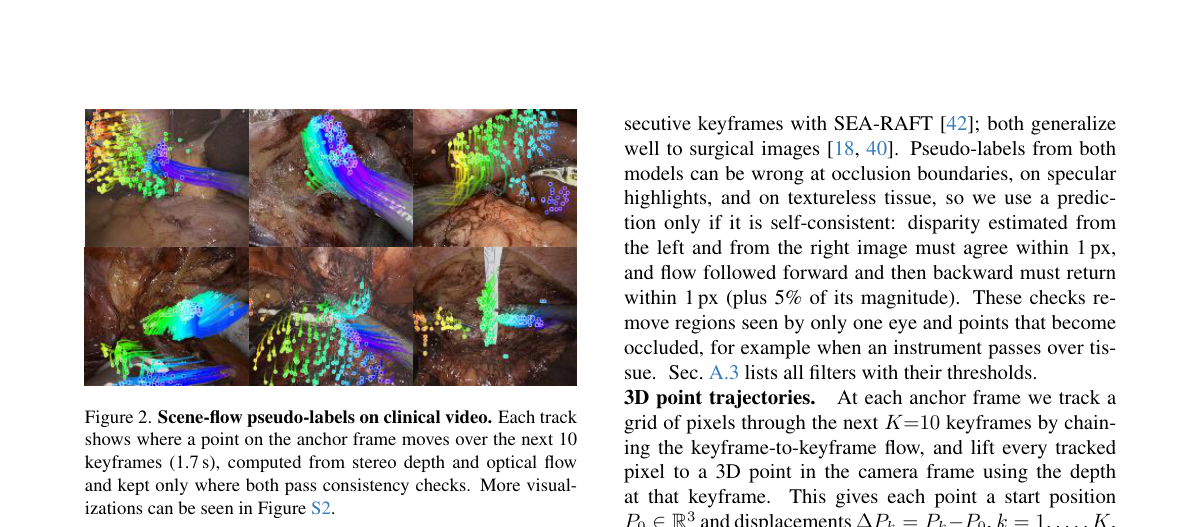 Figure 2. Scene-flow pseudo-labels on clinical video. Each track
shows where a point on the anchor frame moves over the next 10
keyframes (1.7 s), computed from stereo depth and optical flow
and kept only where both pass consistency checks. More visual-
izations can be seen in Figure S2.
secutive keyframes with SEA-RAFT [42]; both generalize
well to surgical images [18, 40]. Pseudo-labels from both
models can be wrong at occlusion boundaries, on specular
highlights, and on textureless tissue, so we use a predic-
tion only if it is self-consistent: disparity estimated from
the left and from the right image must agree within 1 px,
and flow followed forward and then backward must return
within 1 px (plus 5% of its magnitude). These checks re-
move regions seen by only one eye and points that become
occluded, for example when an instrument passes over tis-
sue. Sec. A.3 lists all filters with their thresholds.
3D point trajectories. At each anchor frame we track a
grid of pixels through the next K=10 keyframes by chain-
ing the keyframe-to-keyframe flow, and lift every tracked
pixel to a 3D point in the camera frame using the depth
at that keyframe. This gives each point a start position
P₀ ∈ ℝ³ and displacements ΔPₖ = Pₖ−P₀, k = 1, . . . , K,